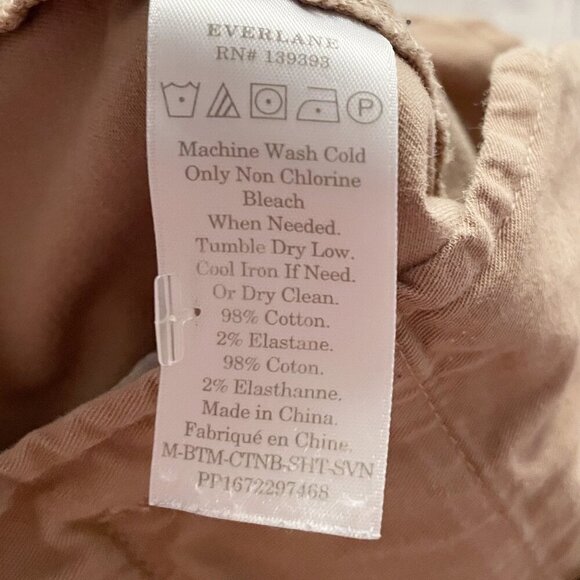 EVERLANE
RN# 139393
P
Machine Wash Cold
Only Non Chlorine
Bleach
When Needed.
Tumble Dry Low.
Cool Iron If Need.
Or Dry Clean.
98% Cotton.
2% Elastane.
98% Coton.
2% Elasthanne.
Made in China.
Fabriqué en Chine.
M-BTM-CTNB-SHT-SVN
PP1672297468